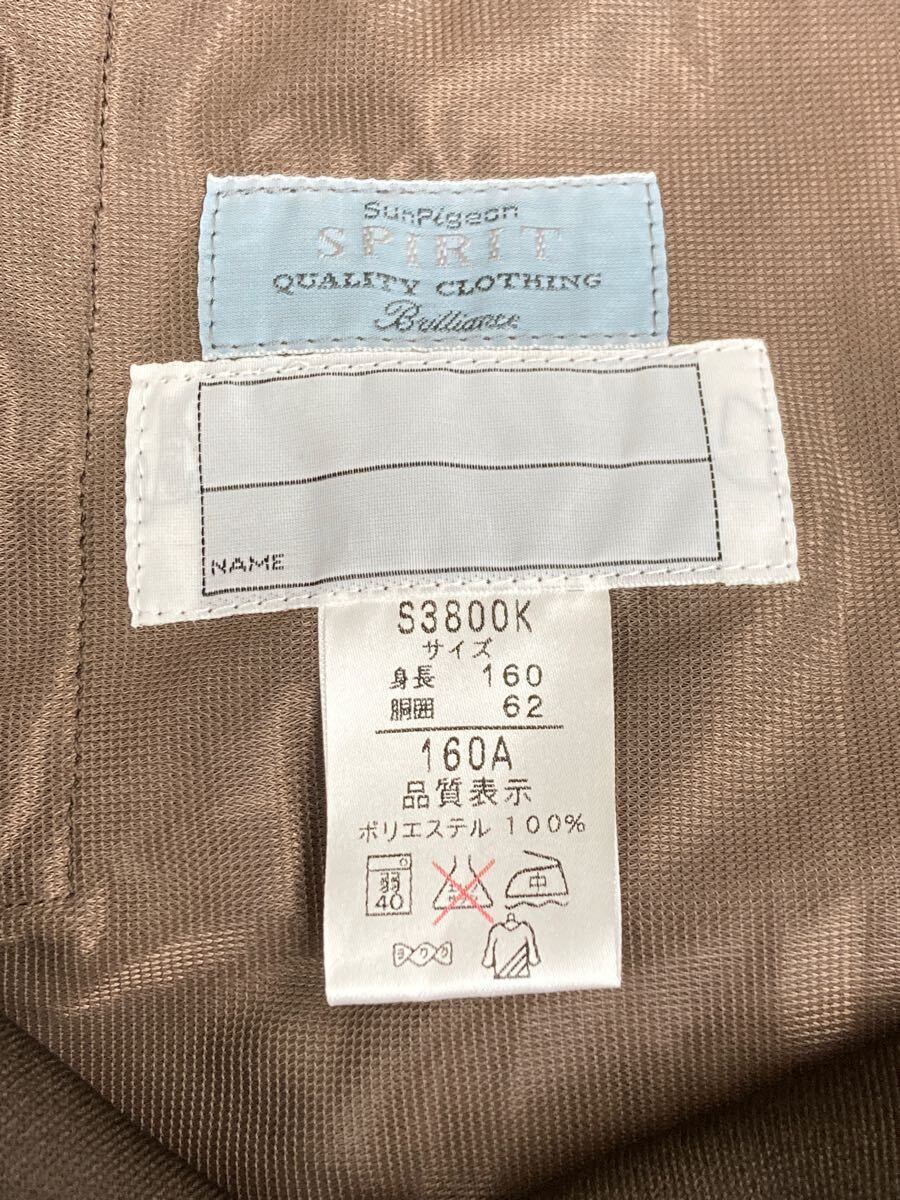 SunPigeon
SPIRIT
QUALITY CLOTHING
Brilliance
NAME
S3800K
サイズ
身長 160
胴囲 62
160A
品質表示
ポリエステル 100%
弱
40
中